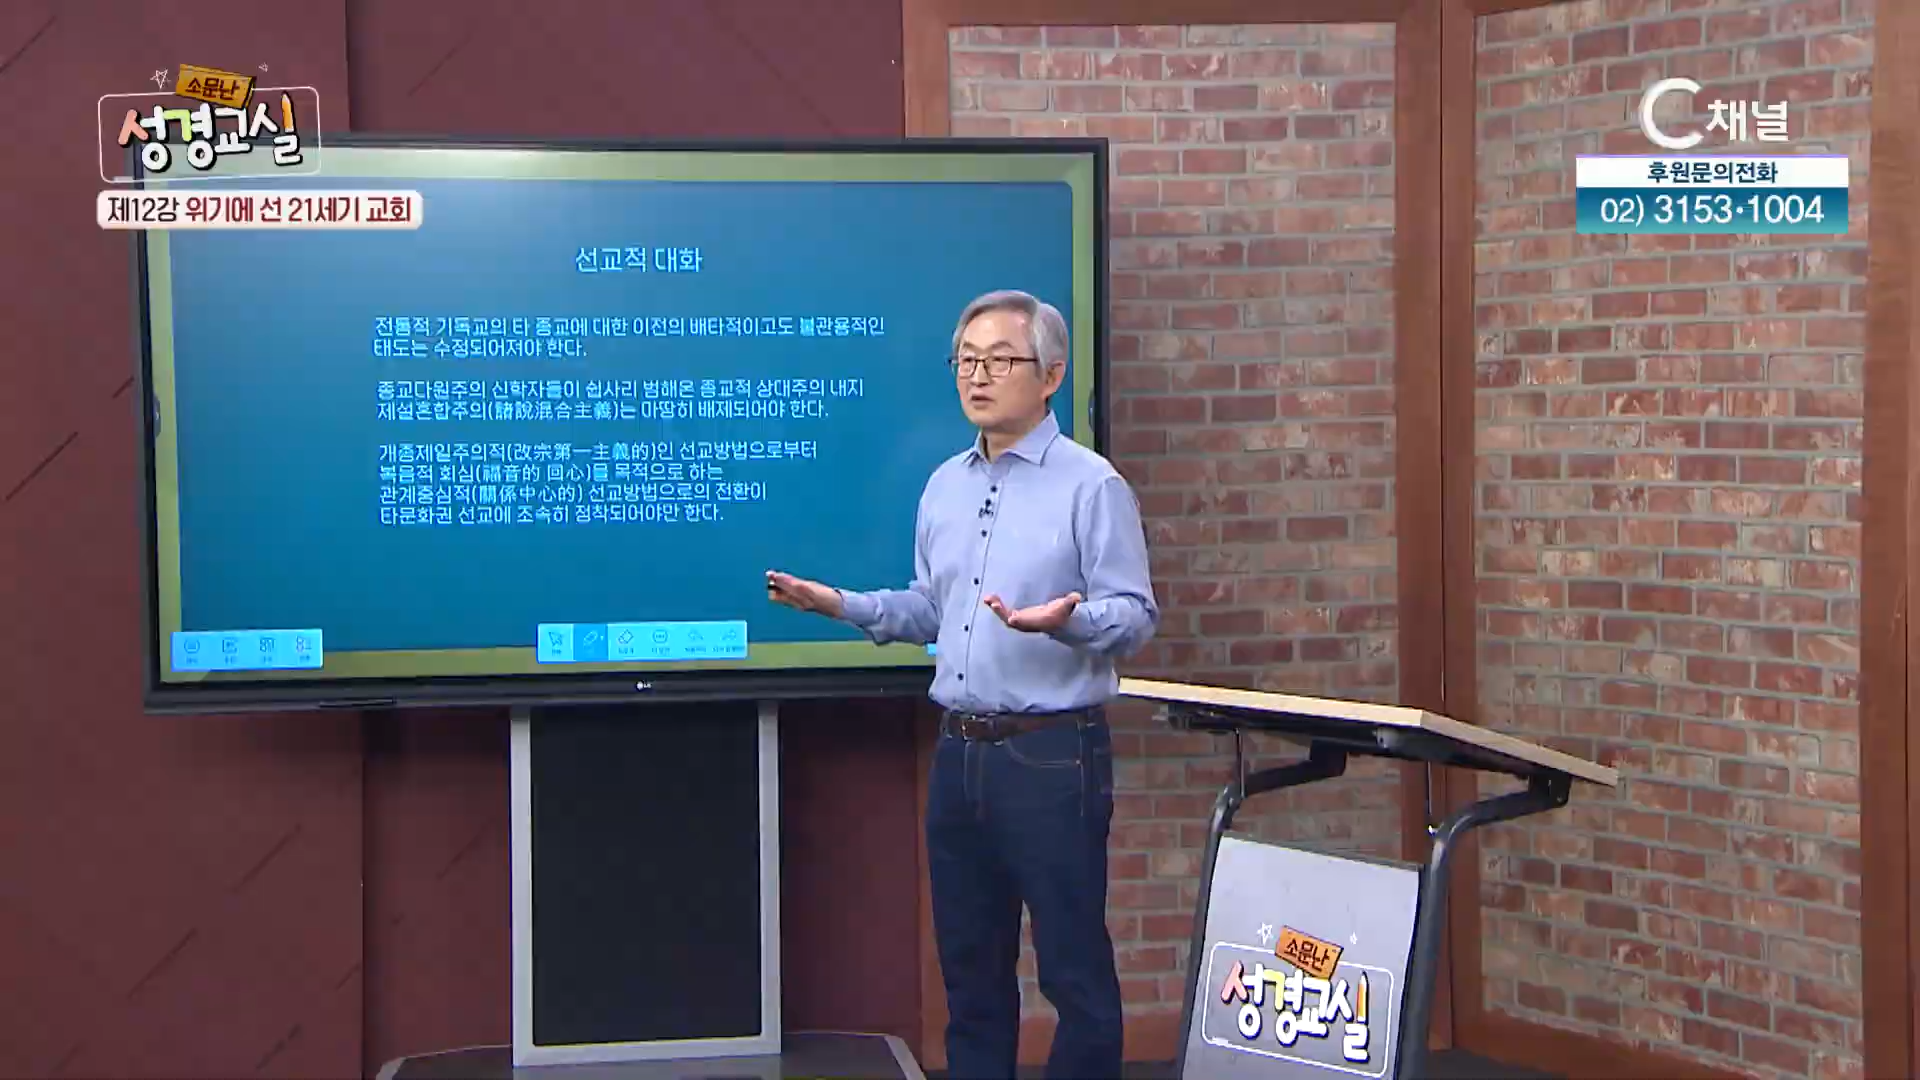 소문난
성경교실
제12강 위기에 선 21세기 교회
C채널
후원문의전화
02) 3153·1004
선교적 대화
전통적 기독교의 타 종교에 대한 이전의 배타적이고도 불관용적인
태도는 수정되어져야 한다.
종교다원주의 신학자들이 쉽사리 범해온 종교적 상대주의 내지
제설혼합주의(諸說混合主義)는 마땅히 배제되어야 한다.
개종제일주의적(改宗第一主義的)인 선교방법으로부터
복음적 회심(福音的 回心)을 목적으로 하는
관계중심적(關係中心的) 선교방법으로의 전환이
타문화권 선교에 조속히 정착되어야만 한다.
LG
소문난
성경교실